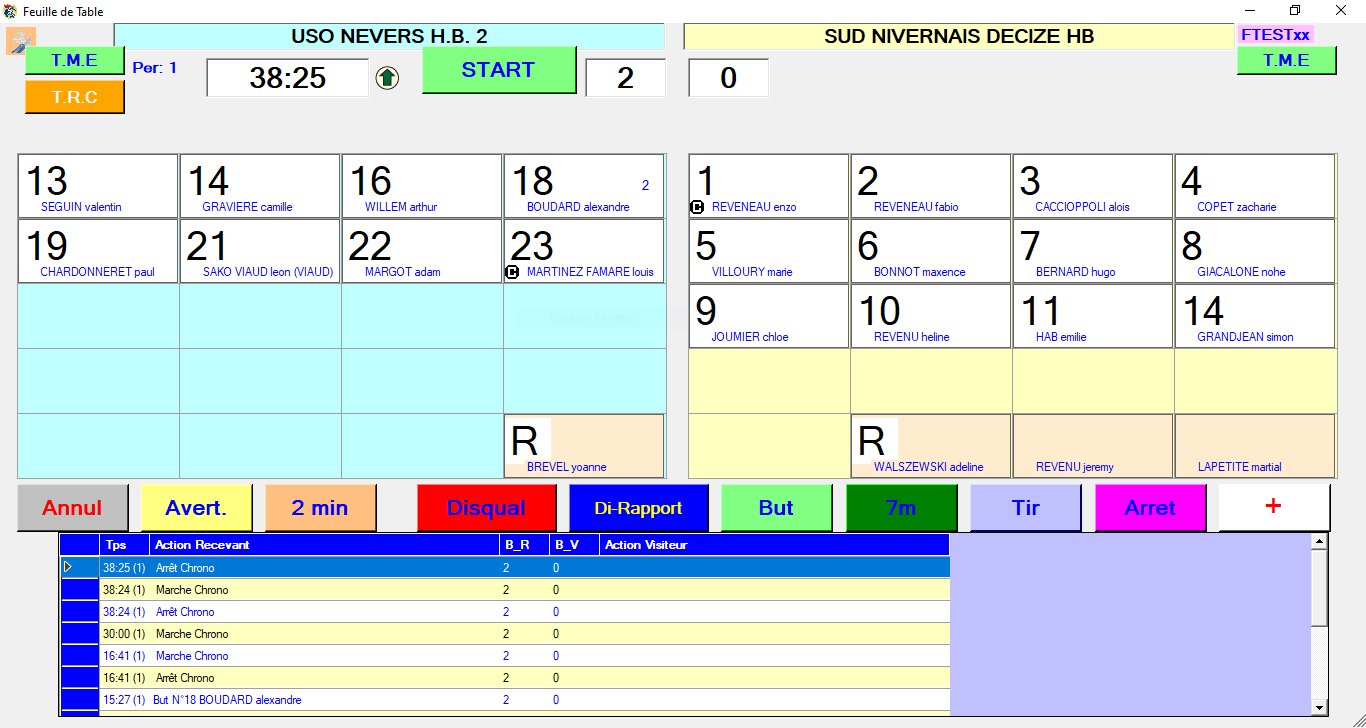 Feuille de Table
USO NEVERS H.B. 2
SUD NIVERNAIS DECIZE HB
FTESTxx
T.M.E
Per: 1
38:25
START
2
0
T.M.E
T.R.C
13
14
16
18
2
SEGUIN valentin
GRAVIERE camille
WILLEM arthur
BOUDARD alexandre
19
21
22
23
CHARDONNERET paul
SAKO VIAUD leon (VIAUD)
MARGOT adam
C MARTINEZ FAMARE louis
R
BREVEL yoanne
1
2
3
4
C REVENEAU enzo
REVENEAU fabio
CACCIOPPOLI alois
COPET zacharie
5
6
7
8
VILLOURY marie
BONNOT maxence
BERNARD hugo
GIACALONE nohe
9
10
11
14
JOUMIER chloe
REVENU heline
HAB emilie
GRANDJEAN simon
R
WALSZEWSKI adeline
REVENU jeremy
LAPETITE martial
Annul
Avert.
2 min
Disqual
Di-Rapport
But
7m
Tir
Arret
+
Tps Action Recevant B_R B_V Action Visiteur
38:25 (1) Arrêt Chrono 2 0
38:24 (1) Marche Chrono 2 0
38:24 (1) Arrêt Chrono 2 0
30:00 (1) Marche Chrono 2 0
16:41 (1) Marche Chrono 2 0
16:41 (1) Arrêt Chrono 2 0
15:27 (1) But N°18 BOUDARD alexandre 2 0